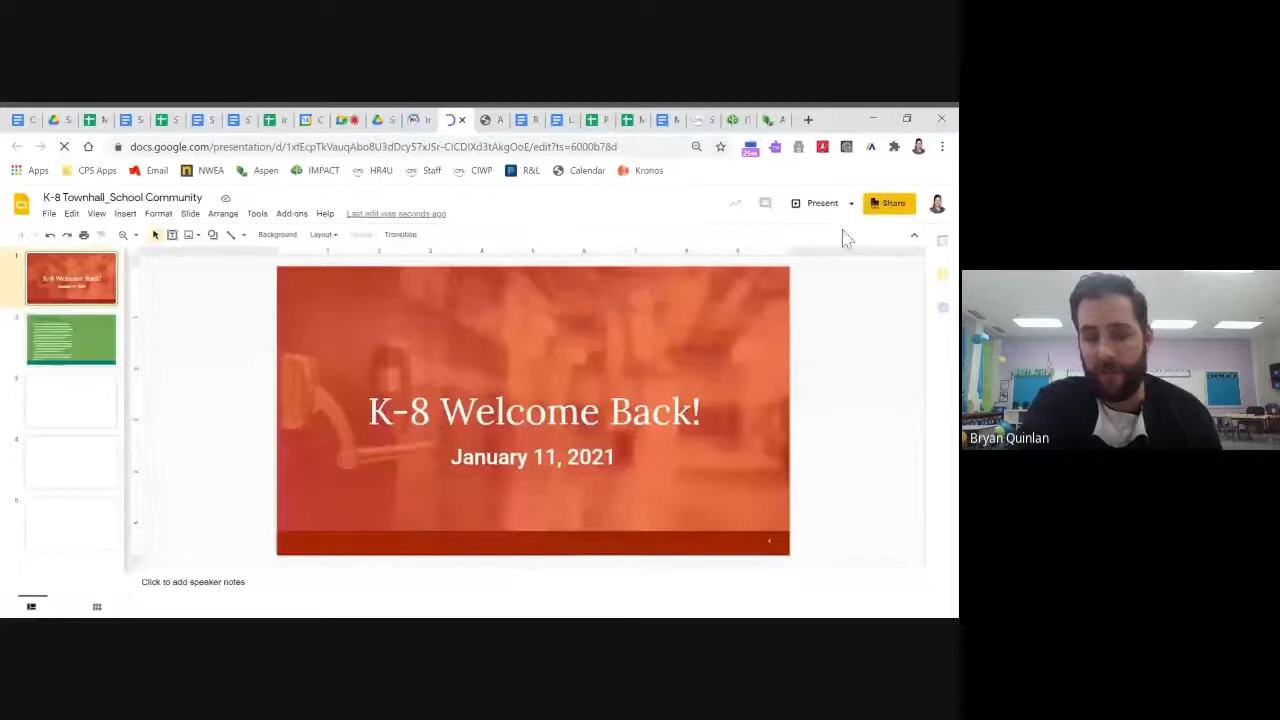 docs.google.com/presentation/d/1xfEcpTkVauqAbo8U3dDcy57xJSr-CICDIXd3tAkgOoE/edit?ts=6000b78d
Apps CPS Apps Email NWEA Aspen IMPACT HR4U Staff CIWP R&L Calendar Kronos
K-8 Townhall_School Community
Present Share
File Edit View Insert Format Slide Arrange Tools Add-ons Help Last edit was seconds ago
Background Layout Transition
K-8 Welcome Back!
January 11, 2021
Bryan Quinlan
Click to add speaker notes